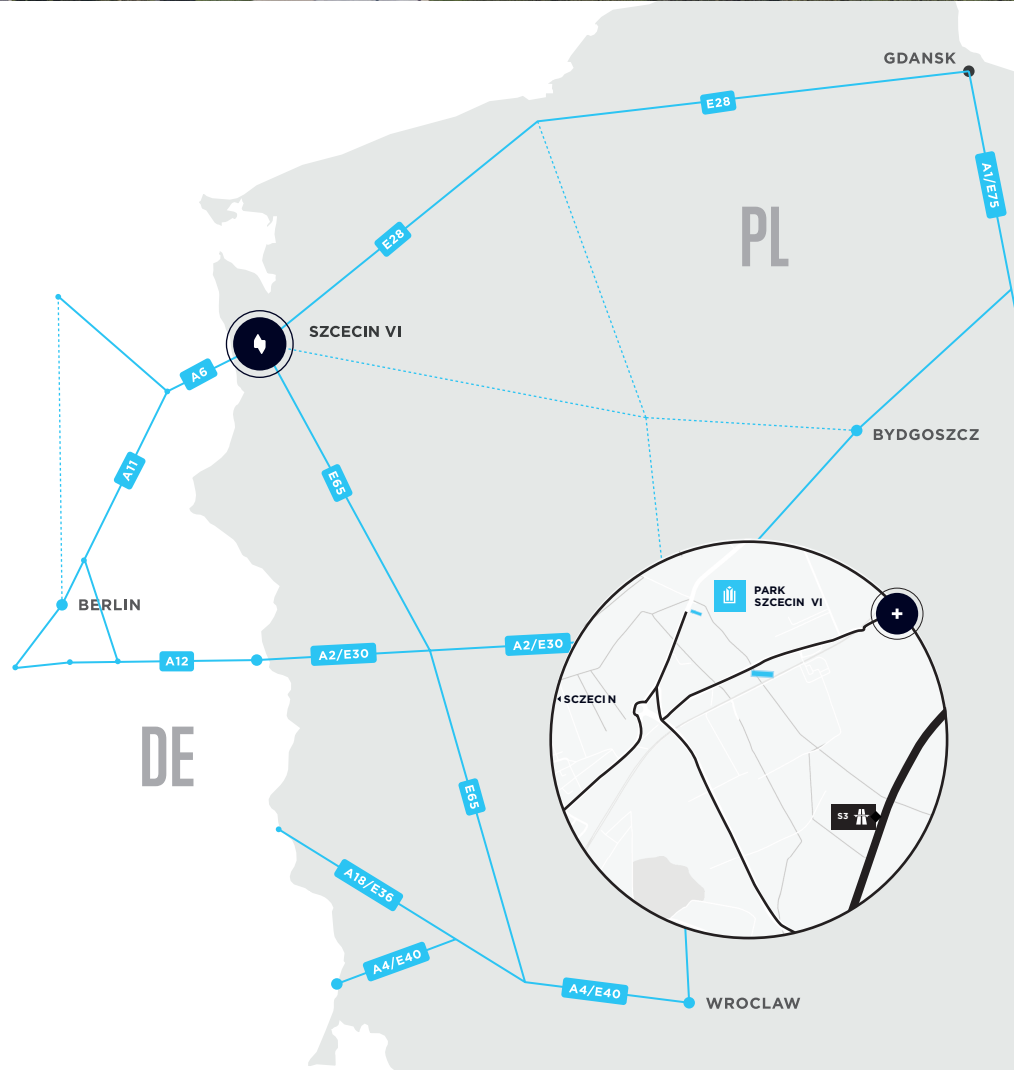 GDANSK
E28
A1/E75
PL
E28
SZCECIN VI
A6
BYDGOSZCZ
A11
E65
PARK
SZCECIN VI
BERLIN
A2/E30
A2/E30
A12
SCZECIN
DE
E65
S3
A18/E36
A4/E40
A4/E40
WROCLAW